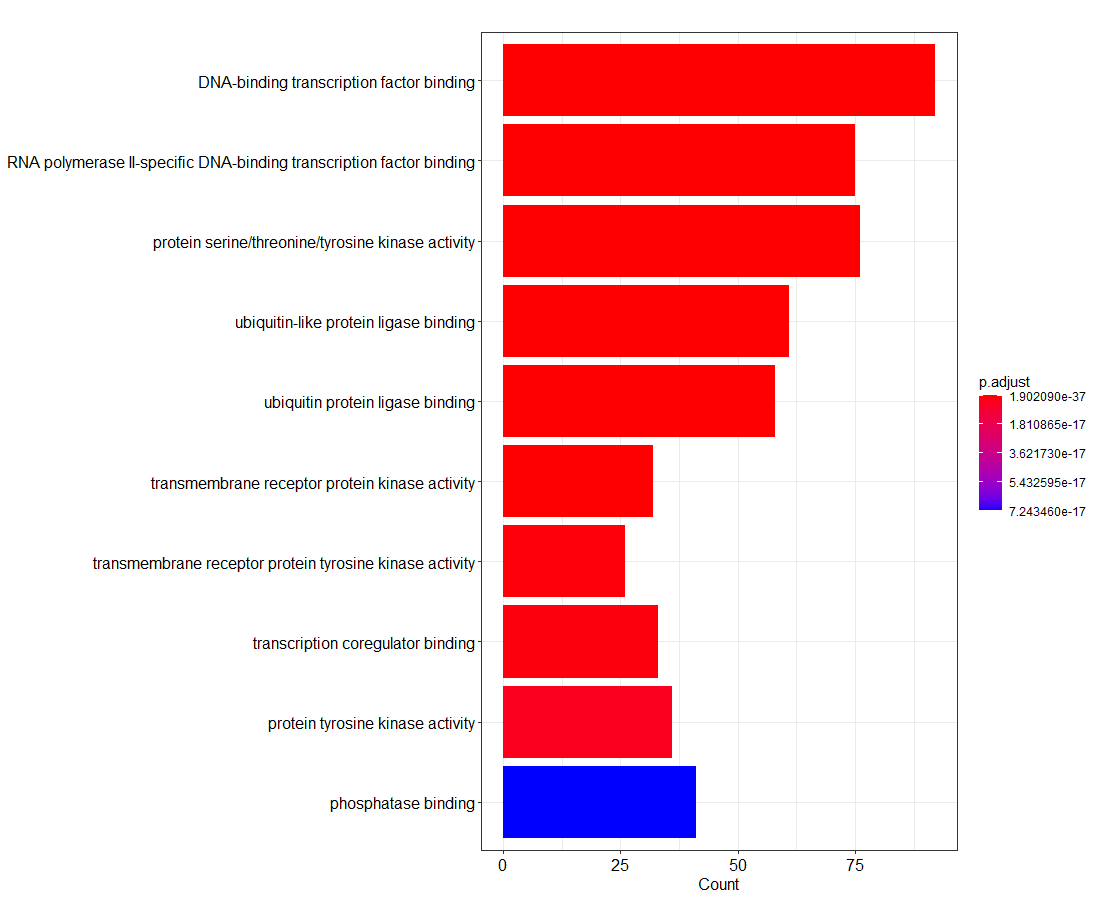 DNA-binding transcription factor binding
RNA polymerase II-specific DNA-binding transcription factor binding
protein serine/threonine/tyrosine kinase activity
ubiquitin-like protein ligase binding
ubiquitin protein ligase binding
transmembrane receptor protein kinase activity
transmembrane receptor protein tyrosine kinase activity
transcription coregulator binding
protein tyrosine kinase activity
phosphatase binding
0 25 50 75
Count
p.adjust
1.902090e-37
1.810865e-17
3.621730e-17
5.432595e-17
7.243460e-17